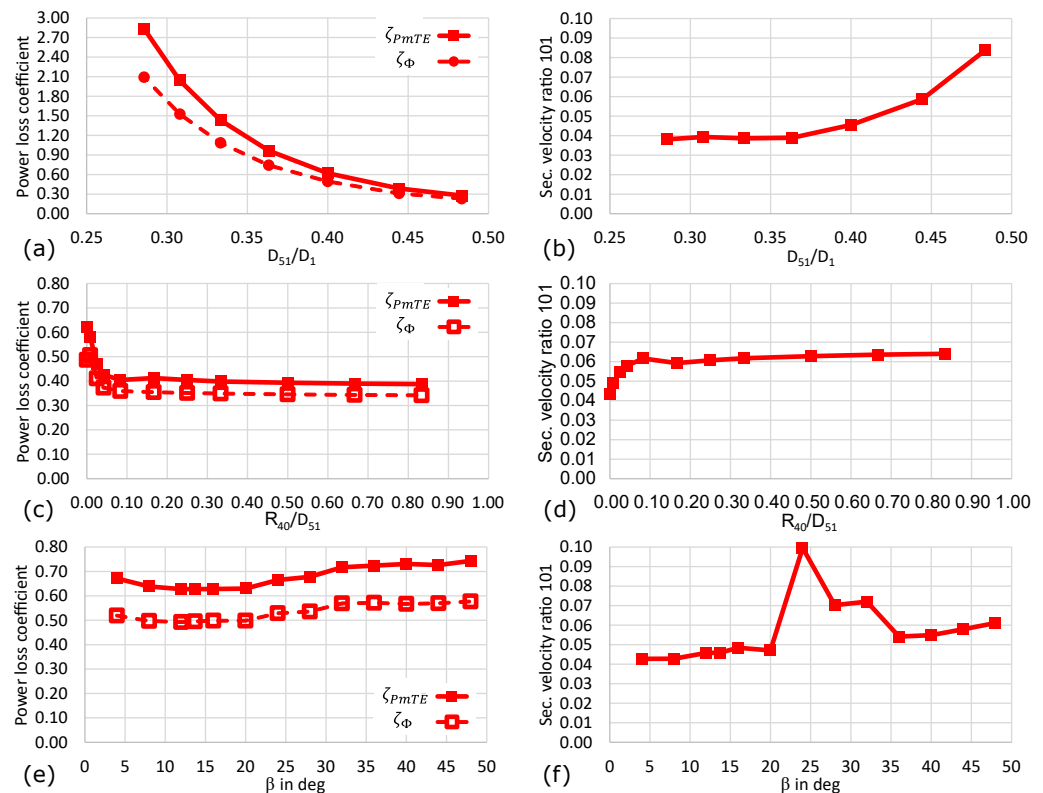 Power loss coefficient
3.00
2.70
2.40
2.10
1.80
1.50
1.20
0.90
0.60
0.30
0.00
ζPmTE
ζΦ
0.25 0.30 0.35 0.40 0.45 0.50
(a)
D51/D1
Sec. velocity ratio 101
0.10
0.09
0.08
0.07
0.06
0.05
0.04
0.03
0.02
0.01
0.00
0.25 0.30 0.35 0.40 0.45 0.50
(b)
D51/D1
Power loss coefficient
0.80
0.70
0.60
0.50
0.40
0.30
0.20
0.10
0.00
ζPmTE
ζΦ
0.00 0.10 0.20 0.30 0.40 0.50 0.60 0.70 0.80 0.90 1.00
(c)
R40/D51
Sec. velocity ratio 101
0.10
0.09
0.08
0.07
0.06
0.05
0.04
0.03
0.02
0.01
0.00
0.00 0.10 0.20 0.30 0.40 0.50 0.60 0.70 0.80 0.90 1.00
(d)
R40/D51
Power loss coefficient
0.80
0.70
0.60
0.50
0.40
0.30
0.20
0.10
0.00
ζPmTE
ζΦ
0 5 10 15 20 25 30 35 40 45 50
(e)
β in deg
Sec. velocity ratio 101
0.10
0.09
0.08
0.07
0.06
0.05
0.04
0.03
0.02
0.01
0.00
0 5 10 15 20 25 30 35 40 45 50
(f)
β in deg